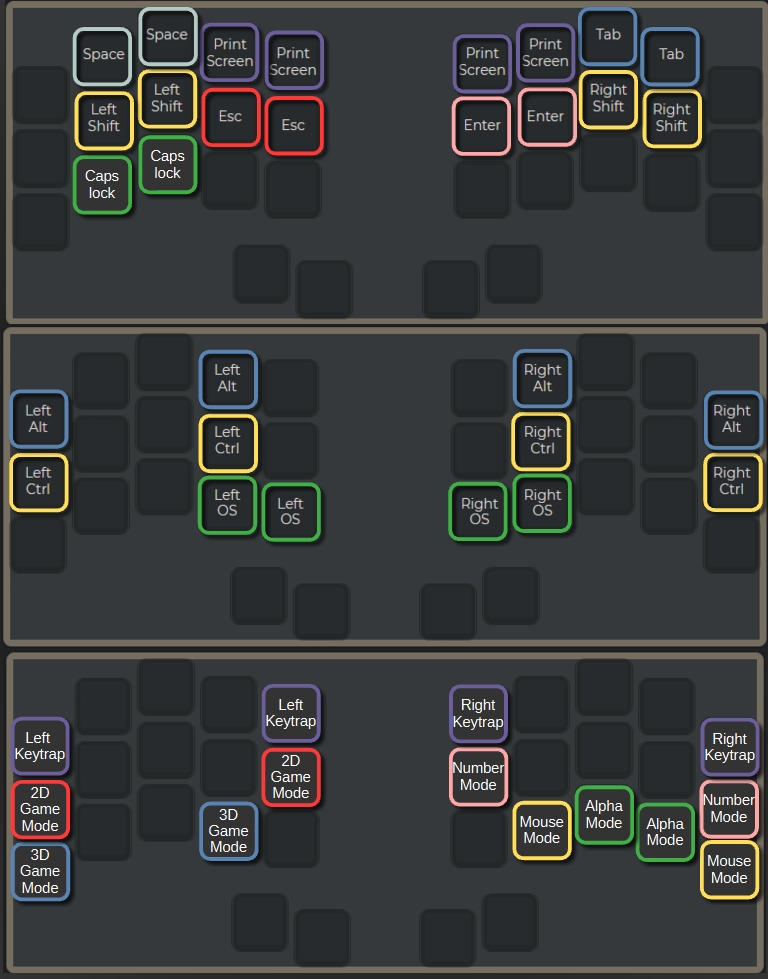 Space
Space
Print
Screen
Print
Screen
Print
Screen
Print
Screen
Tab
Tab
Left
Shift
Left
Shift
Esc
Esc
Enter
Enter
Right
Shift
Right
Shift
Caps
lock
Caps
lock
Left
Alt
Left
Alt
Right
Alt
Right
Alt
Left
Ctrl
Left
Ctrl
Right
Ctrl
Right
Ctrl
Left
OS
Left
OS
Right
OS
Right
OS
Left
Keytrap
Left
Keytrap
Right
Keytrap
Right
Keytrap
2D
Game
Mode
2D
Game
Mode
Number
Mode
Number
Mode
3D
Game
Mode
3D
Game
Mode
Mouse
Mode
Alpha
Mode
Alpha
Mode
Mouse
Mode